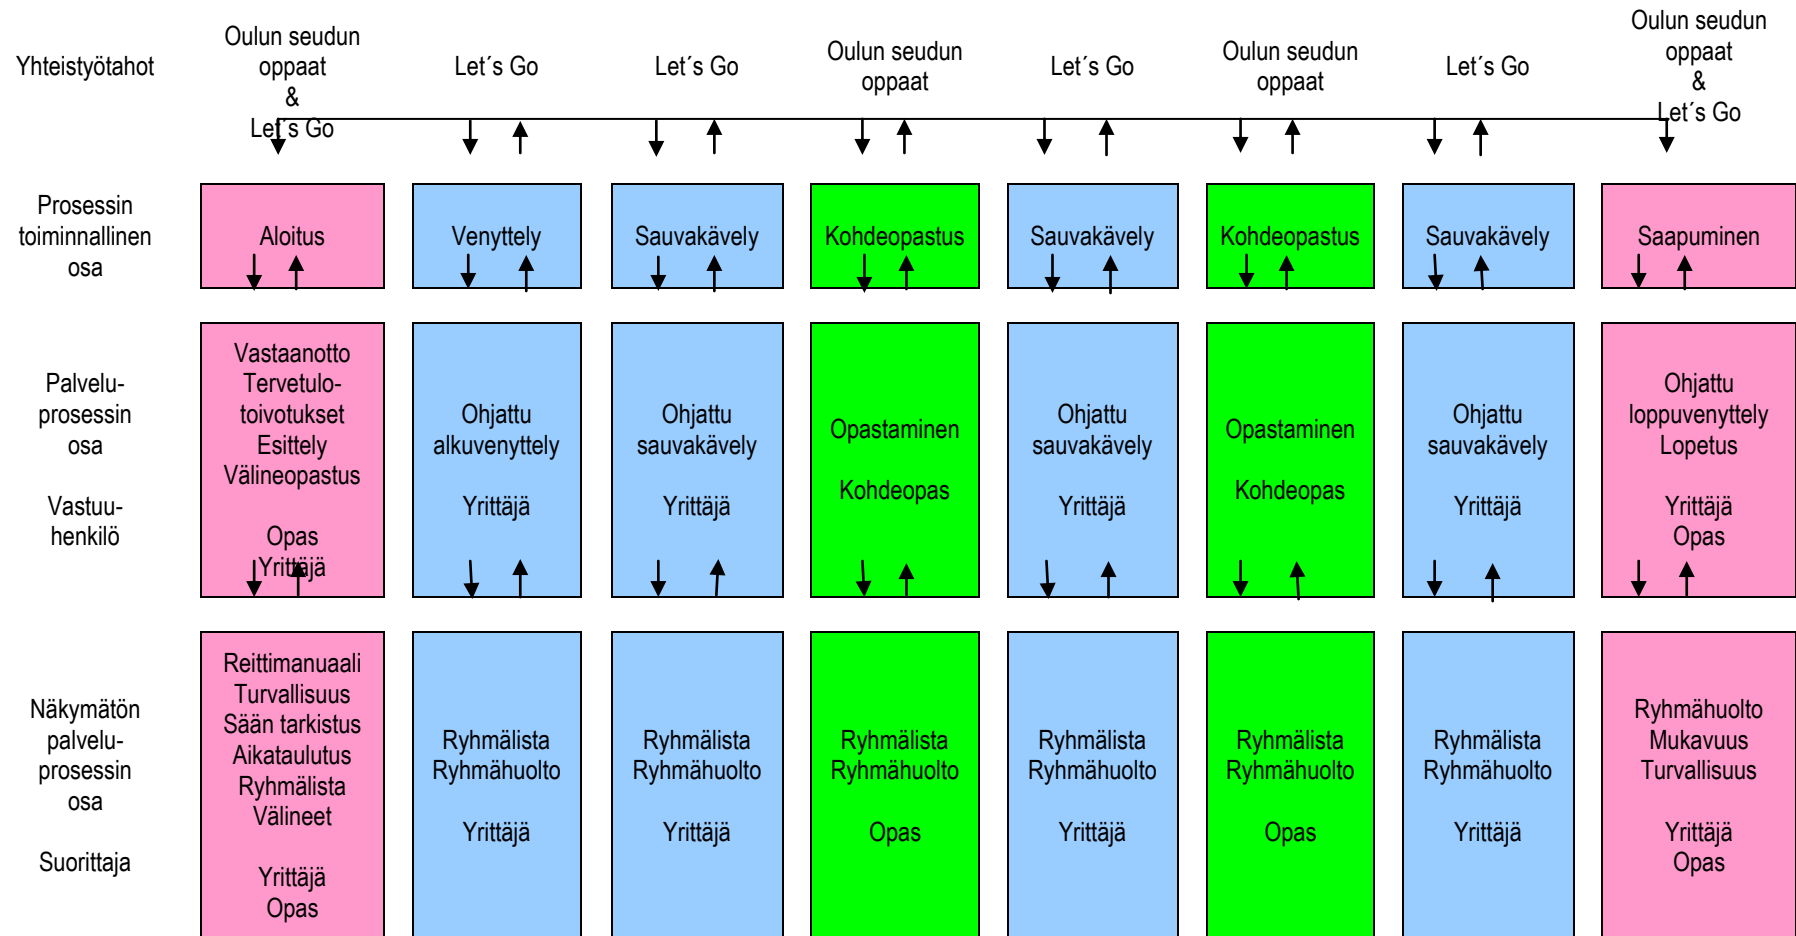 Yhteistyötahot
Oulun seudun
oppaat
&
Let´s Go
Let´s Go
Let´s Go
Oulun seudun
oppaat
Let´s Go
Oulun seudun
oppaat
Let´s Go
Oulun seudun
oppaat
&
Let´s Go
Prosessin
toiminnallinen
osa
Aloitus
Venyttely
Sauvakävely
Kohdeopastus
Sauvakävely
Kohdeopastus
Sauvakävely
Saapuminen
Palvelu-
prosessin
osa
Vastuu-
henkilö
Vastaanotto
Tervetulo-
toivotukset
Esittely
Välineopastus
Opas
Yrittäjä
Ohjattu
alkuvenyttely
Yrittäjä
Ohjattu
sauvakävely
Yrittäjä
Opastaminen
Kohdeopas
Ohjattu
sauvakävely
Yrittäjä
Opastaminen
Kohdeopas
Ohjattu
sauvakävely
Yrittäjä
Ohjattu
loppuvenyttely
Lopetus
Yrittäjä
Opas
Näkymätön
palvelu-
prosessin
osa
Suorittaja
Reittimanuaali
Turvallisuus
Sään tarkistus
Aikataulutus
Ryhmälista
Välineet
Yrittäjä
Opas
Ryhmälista
Ryhmähuolto
Yrittäjä
Ryhmälista
Ryhmähuolto
Yrittäjä
Ryhmälista
Ryhmähuolto
Opas
Ryhmälista
Ryhmähuolto
Yrittäjä
Ryhmälista
Ryhmähuolto
Opas
Ryhmälista
Ryhmähuolto
Yrittäjä
Ryhmähuolto
Mukavuus
Turvallisuus
Yrittäjä
Opas